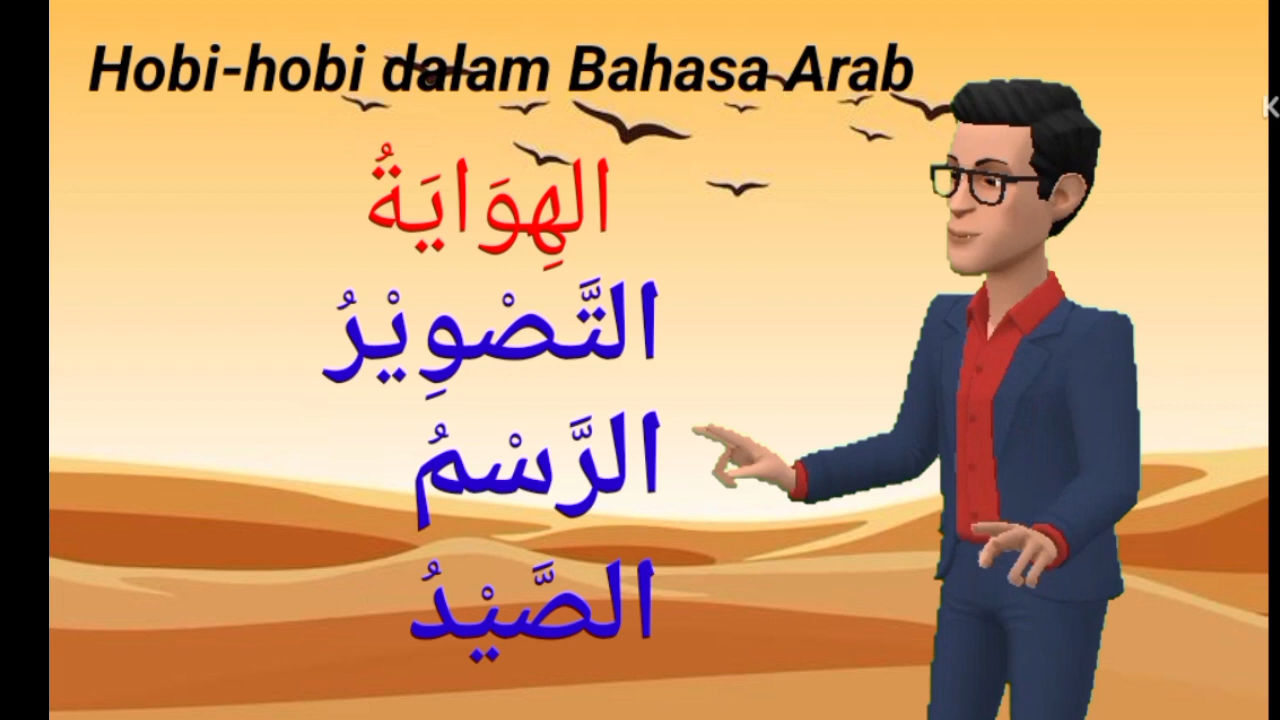 Hobi-hobi dalam Bahasa Arab
الهِوَايَةُ
التَّصْوِيْرُ
الرَّسْمُ
الصَّيْدُ
K